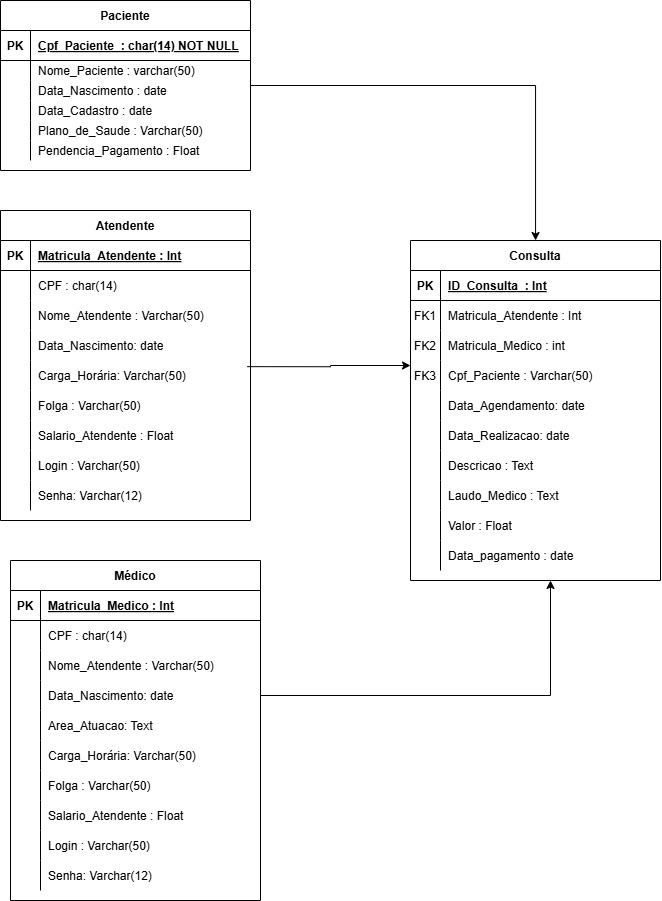 Paciente
PK Cpf_Paciente : char(14) NOT NULL
Nome_Paciente : varchar(50)
Data_Nascimento : date
Data_Cadastro : date
Plano_de_Saude : Varchar(50)
Pendencia_Pagamento : Float
Atendente
PK Matricula_Atendente : Int
CPF : char(14)
Nome_Atendente : Varchar(50)
Data_Nascimento: date
Carga_Horária: Varchar(50)
Folga : Varchar(50)
Salario_Atendente : Float
Login : Varchar(50)
Senha: Varchar(12)
Consulta
PK ID_Consulta : Int
FK1 Matricula_Atendente : Int
FK2 Matricula_Medico : int
FK3 Cpf_Paciente : Varchar(50)
Data_Agendamento: date
Data_Realizacao: date
Descricao : Text
Laudo_Medico : Text
Valor : Float
Data_pagamento : date
Médico
PK Matricula_Medico : Int
CPF : char(14)
Nome_Atendente : Varchar(50)
Data_Nascimento: date
Area_Atuacao: Text
Carga_Horária: Varchar(50)
Folga : Varchar(50)
Salario_Atendente : Float
Login : Varchar(50)
Senha: Varchar(12)